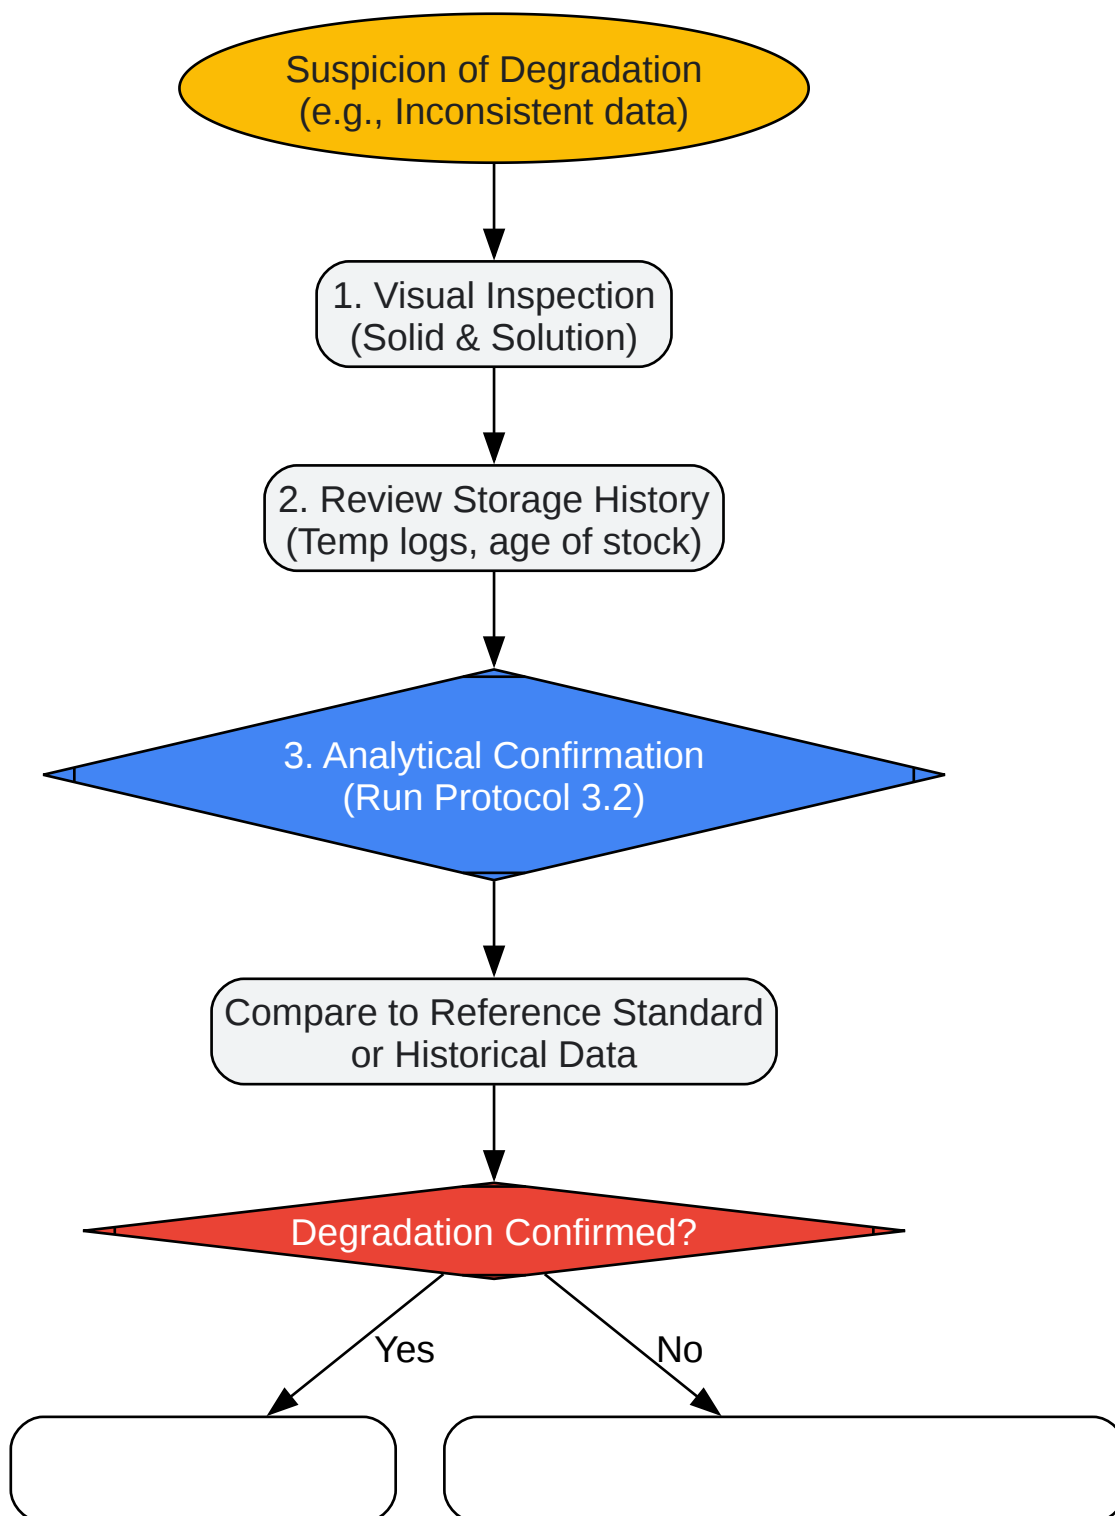 Suspicion of Degradation
(e.g., Inconsistent data)
1. Visual Inspection
(Solid & Solution)
2. Review Storage History
(Temp logs, age of stock)
3. Analytical Confirmation
(Run Protocol 3.2)
Compare to Reference Standard
or Historical Data
Degradation Confirmed?
Yes
No